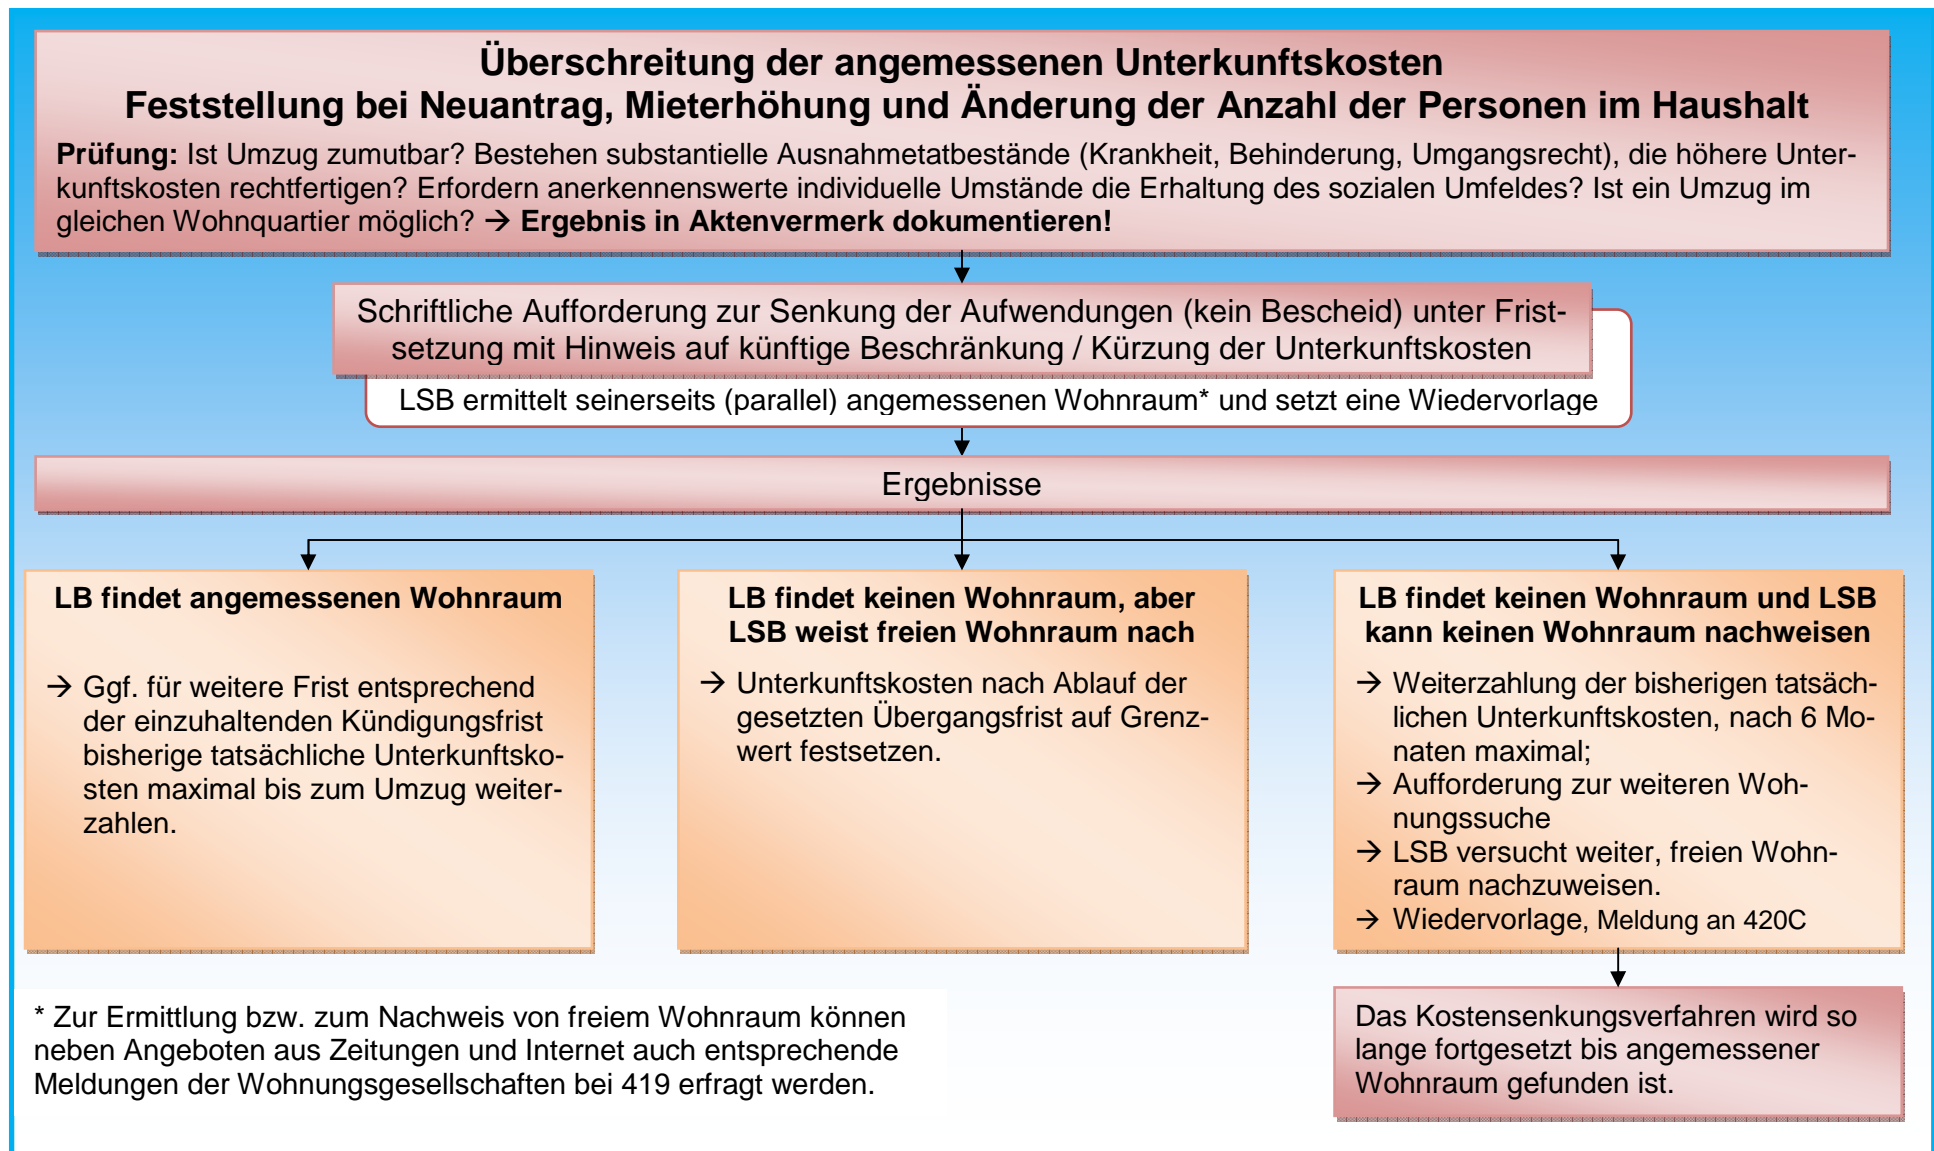 Überschreitung der angemessenen Unterkunftskosten
Feststellung bei Neuantrag, Mieterhöhung und Änderung der Anzahl der Personen im Haushalt
Prüfung: Ist Umzug zumutbar? Bestehen substantielle Ausnahmetatbestände (Krankheit, Behinderung, Umgangsrecht), die höhere Unter-
kunftskosten rechtfertigen? Erfordern anerkennenswerte individuelle Umstände die Erhaltung des sozialen Umfeldes? Ist ein Umzug im
gleichen Wohnquartier möglich? → Ergebnis in Aktenvermerk dokumentieren!
Schriftliche Aufforderung zur Senkung der Aufwendungen (kein Bescheid) unter Frist-
setzung mit Hinweis auf künftige Beschränkung / Kürzung der Unterkunftskosten
LSB ermittelt seinerseits (parallel) angemessenen Wohnraum* und setzt eine Wiedervorlage
Ergebnisse
LB findet angemessenen Wohnraum
→ Ggf. für weitere Frist entsprechend
der einzuhaltenden Kündigungsfrist
bisherige tatsächliche Unterkunftsko-
sten maximal bis zum Umzug weiter-
zahlen.
LB findet keinen Wohnraum, aber
LSB weist freien Wohnraum nach
→ Unterkunftskosten nach Ablauf der
gesetzten Übergangsfrist auf Grenz-
wert festsetzen.
LB findet keinen Wohnraum und LSB
kann keinen Wohnraum nachweisen
→ Weiterzahlung der bisherigen tatsäch-
lichen Unterkunftskosten, nach 6 Mo-
naten maximal;
→ Aufforderung zur weiteren Woh-
nungssuche
→ LSB versucht weiter, freien Wohn-
raum nachzuweisen.
→ Wiedervorlage, Meldung an 420C
* Zur Ermittlung bzw. zum Nachweis von freiem Wohnraum können
neben Angeboten aus Zeitungen und Internet auch entsprechende
Meldungen der Wohnungsgesellschaften bei 419 erfragt werden.
Das Kostensenkungsverfahren wird so
lange fortgesetzt bis angemessener
Wohnraum gefunden ist.